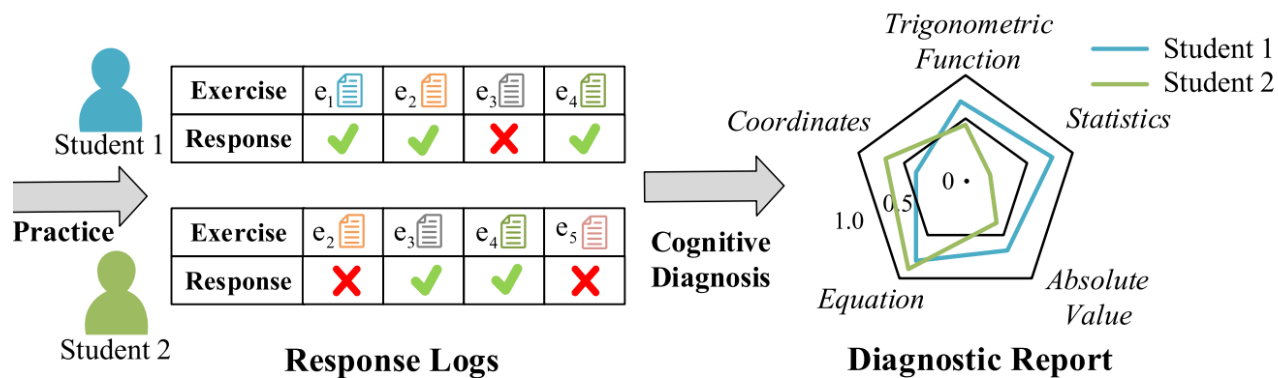 Student 1
Exercise e1 e2 e3 e4
Response
Practice
Exercise e2 e3 e4 e5
Response
Student 2
Response Logs
Cognitive
Diagnosis
Trigonometric
Function
Student 1
Student 2
Coordinates
Statistics
0
0.5
1.0
Equation
Absolute
Value
Diagnostic Report